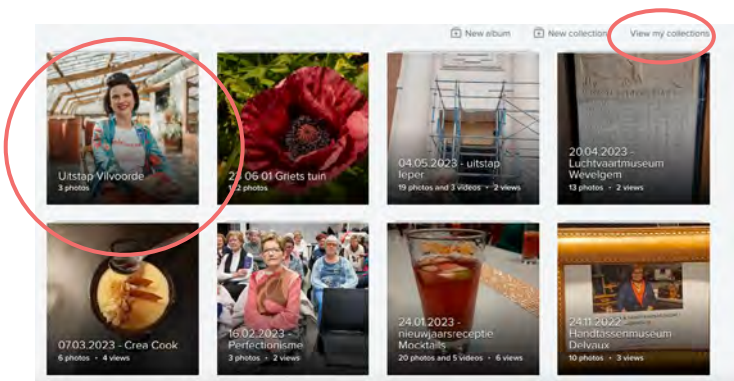 New album
New collection
View my collections
Uitstap Vilvoorde
3 photos
23 06 01 Griets tuin
photos
04.05.2023 - uitstap
Ieper
19 photos and 3 videos • 2 views
20.04.2023 -
Luchtvaartmuseum
Wevelgem
13 photos • 2 views
07.03.2023 - Crea Cook
6 photos • 4 views
16.02.2023 -
Perfectionisme
3 photos • 2 views
24.01.2023 -
nieuwjaarsreceptie
Mocktails
20 photos and 5 videos • 6 views
24.11.2022 -
Handtassenmuseum
Delvaux
10 photos • 3 views